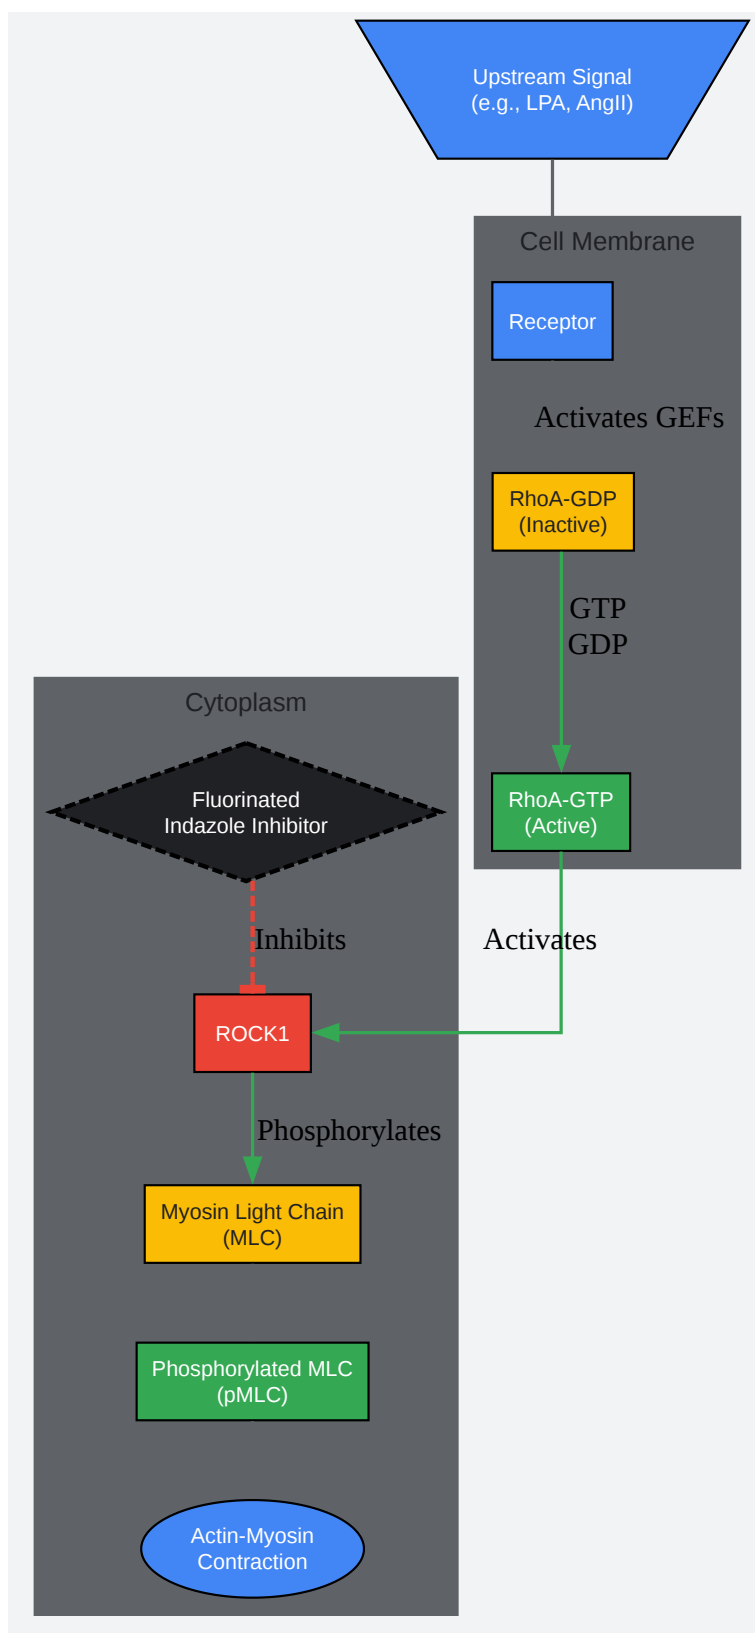 Upstream Signal
(e.g., LPA, AngII)
Cell Membrane
Receptor
Activates GEFs
RhoA-GDP
(Inactive)
GTP
GDP
RhoA-GTP
(Active)
Activates
Cytoplasm
Fluorinated
Indazole Inhibitor
Inhibits
ROCK1
Phosphorylates
Myosin Light Chain
(MLC)
Phosphorylated MLC
(pMLC)
Actin-Myosin
Contraction